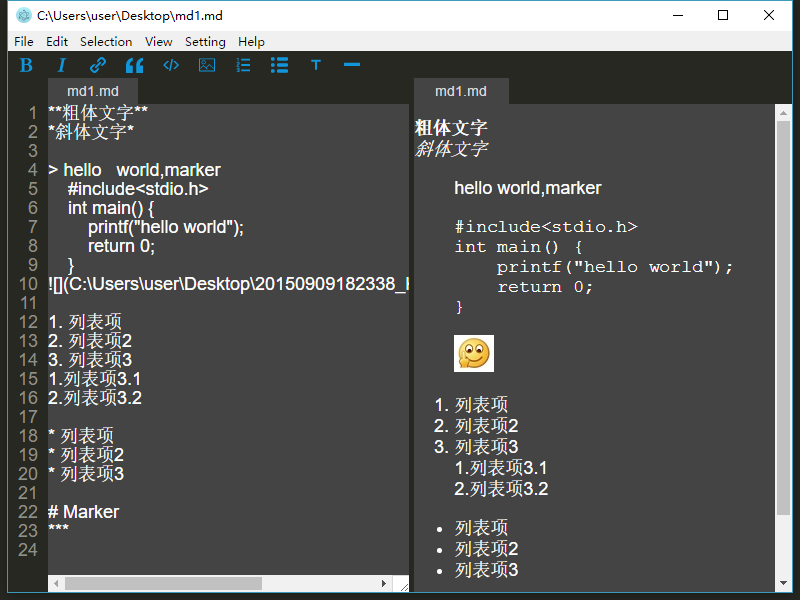 C:\Users\user\Desktop\md1.md
File Edit Selection View Setting Help
B I T
md1.md
1 **粗体文字**
2 *斜体文字*
3
4 > hello   world,marker
5     #include<stdio.h>
6     int main() {
7         printf("hello world");
8         return 0;
9     }
10 ![](C:\Users\user\Desktop\20150909182338_
11
12 1. 列表项
13 2. 列表项2
14 3. 列表项3
15 1.列表项3.1
16 2.列表项3.2
17
18 * 列表项
19 * 列表项2
20 * 列表项3
21
22 # Marker
23 ***
24
md1.md
粗体文字
斜体文字
hello world,marker
#include<stdio.h>
int main() {
    printf("hello world");
    return 0;
}
1. 列表项
2. 列表项2
3. 列表项3
1.列表项3.1
2.列表项3.2
• 列表项
• 列表项2
• 列表项3